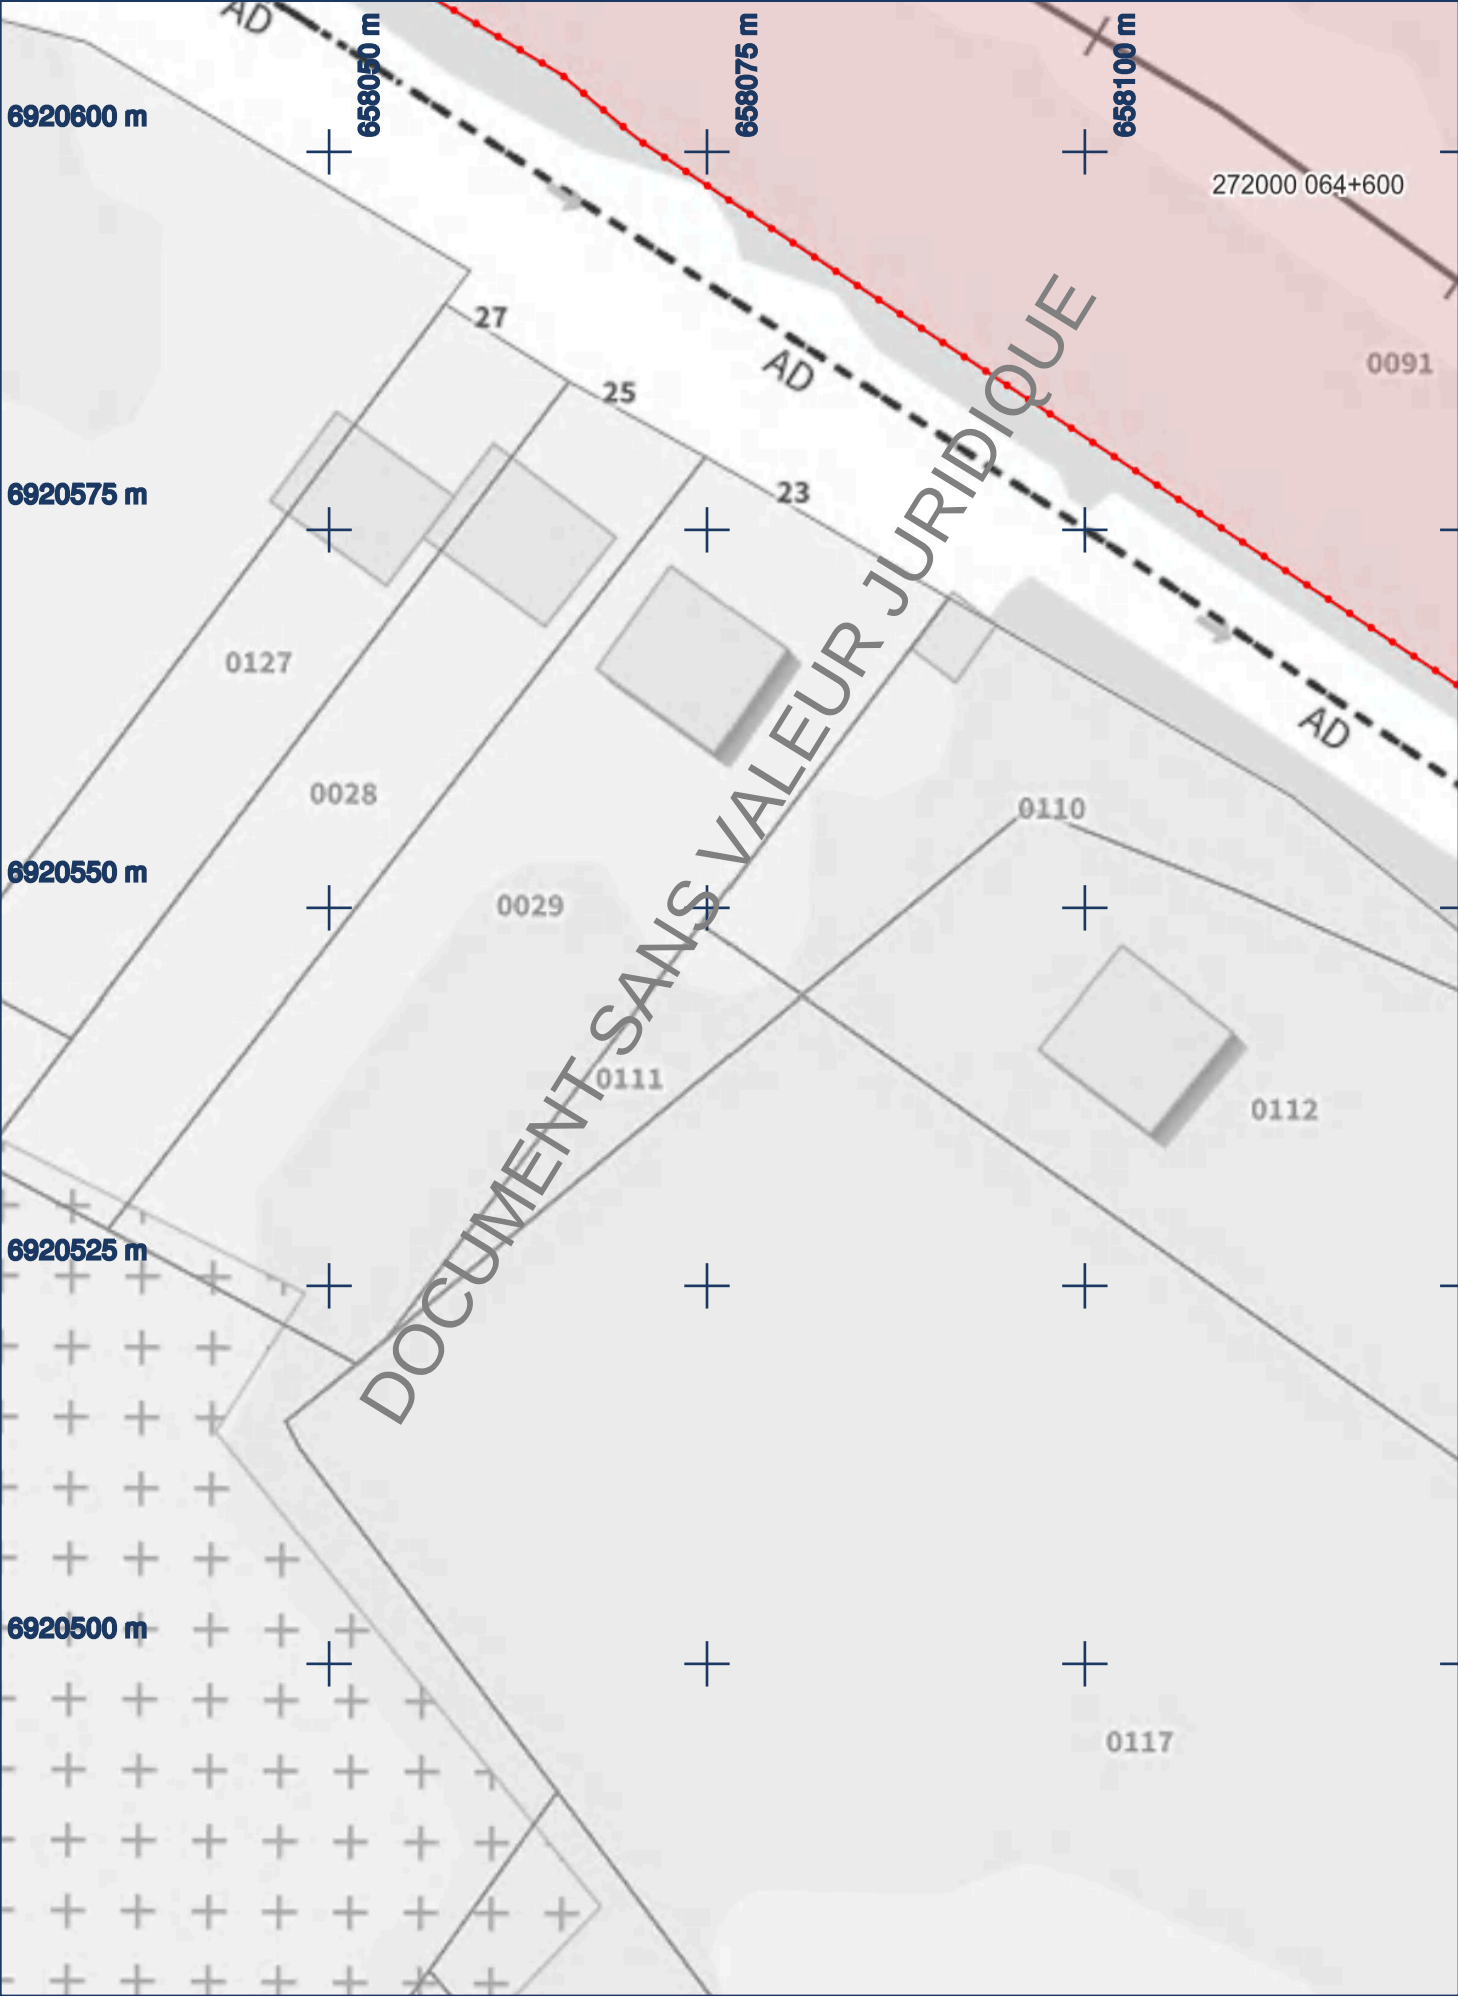 AD
658050 m
658075 m
658100 m
6920600 m
272000 064+600
27
0091
AD
25
6920575 m
23
0127
AD
0028
0110
6920550 m
0029
0111
0112
DOCUMENT SANS VALEUR JURIDIQUE
6920525 m
6920500 m
0117